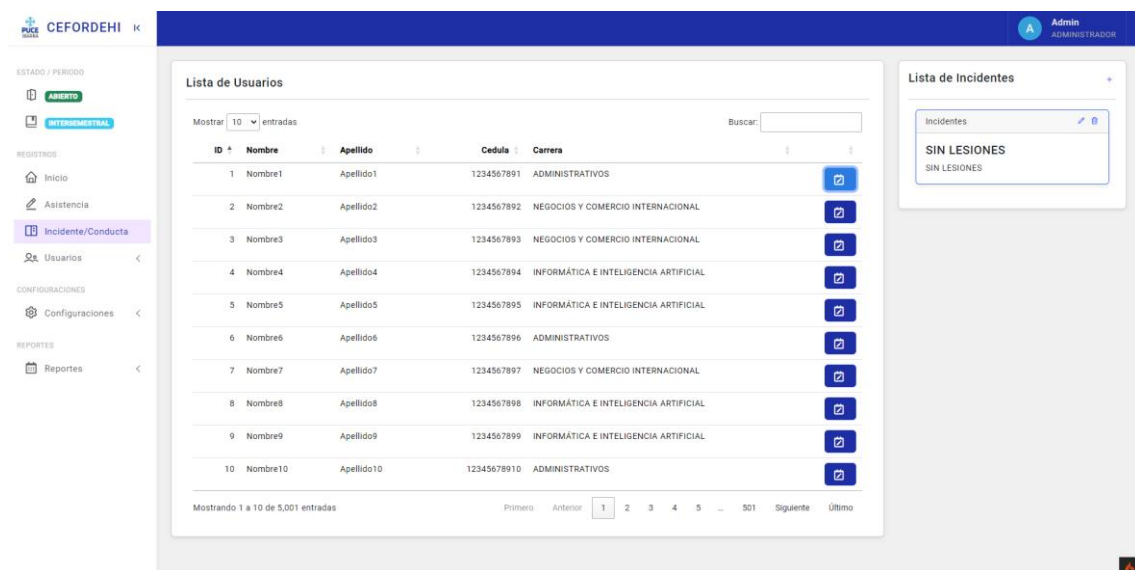 PUCE
IBARRA
CEFORDEHI
A
Admin
ADMINISTRADOR
ESTADO / PERIODO
ABIERTO
INTERSEMESTRAL
REGISTROS
Inicio
Asistencia
Incidente/Conducta
Usuarios
CONFIGURACIONES
Configuraciones
REPORTES
Reportes
Lista de Usuarios
Mostrar 10 entradas
Buscar:
ID Nombre Apellido Cedula Carrera
1 Nombre1 Apellido1 1234567891 ADMINISTRATIVOS
2 Nombre2 Apellido2 1234567892 NEGOCIOS Y COMERCIO INTERNACIONAL
3 Nombre3 Apellido3 1234567893 NEGOCIOS Y COMERCIO INTERNACIONAL
4 Nombre4 Apellido4 1234567894 INFORMÁTICA E INTELIGENCIA ARTIFICIAL
5 Nombre5 Apellido5 1234567895 INFORMÁTICA E INTELIGENCIA ARTIFICIAL
6 Nombre6 Apellido6 1234567896 ADMINISTRATIVOS
7 Nombre7 Apellido7 1234567897 NEGOCIOS Y COMERCIO INTERNACIONAL
8 Nombre8 Apellido8 1234567898 INFORMÁTICA E INTELIGENCIA ARTIFICIAL
9 Nombre9 Apellido9 1234567899 INFORMÁTICA E INTELIGENCIA ARTIFICIAL
10 Nombre10 Apellido10 12345678910 ADMINISTRATIVOS
Mostrando 1 a 10 de 5,001 entradas
Primero Anterior 1 2 3 4 5 … 501 Siguiente Último
Lista de Incidentes +
Incidentes
SIN LESIONES
SIN LESIONES